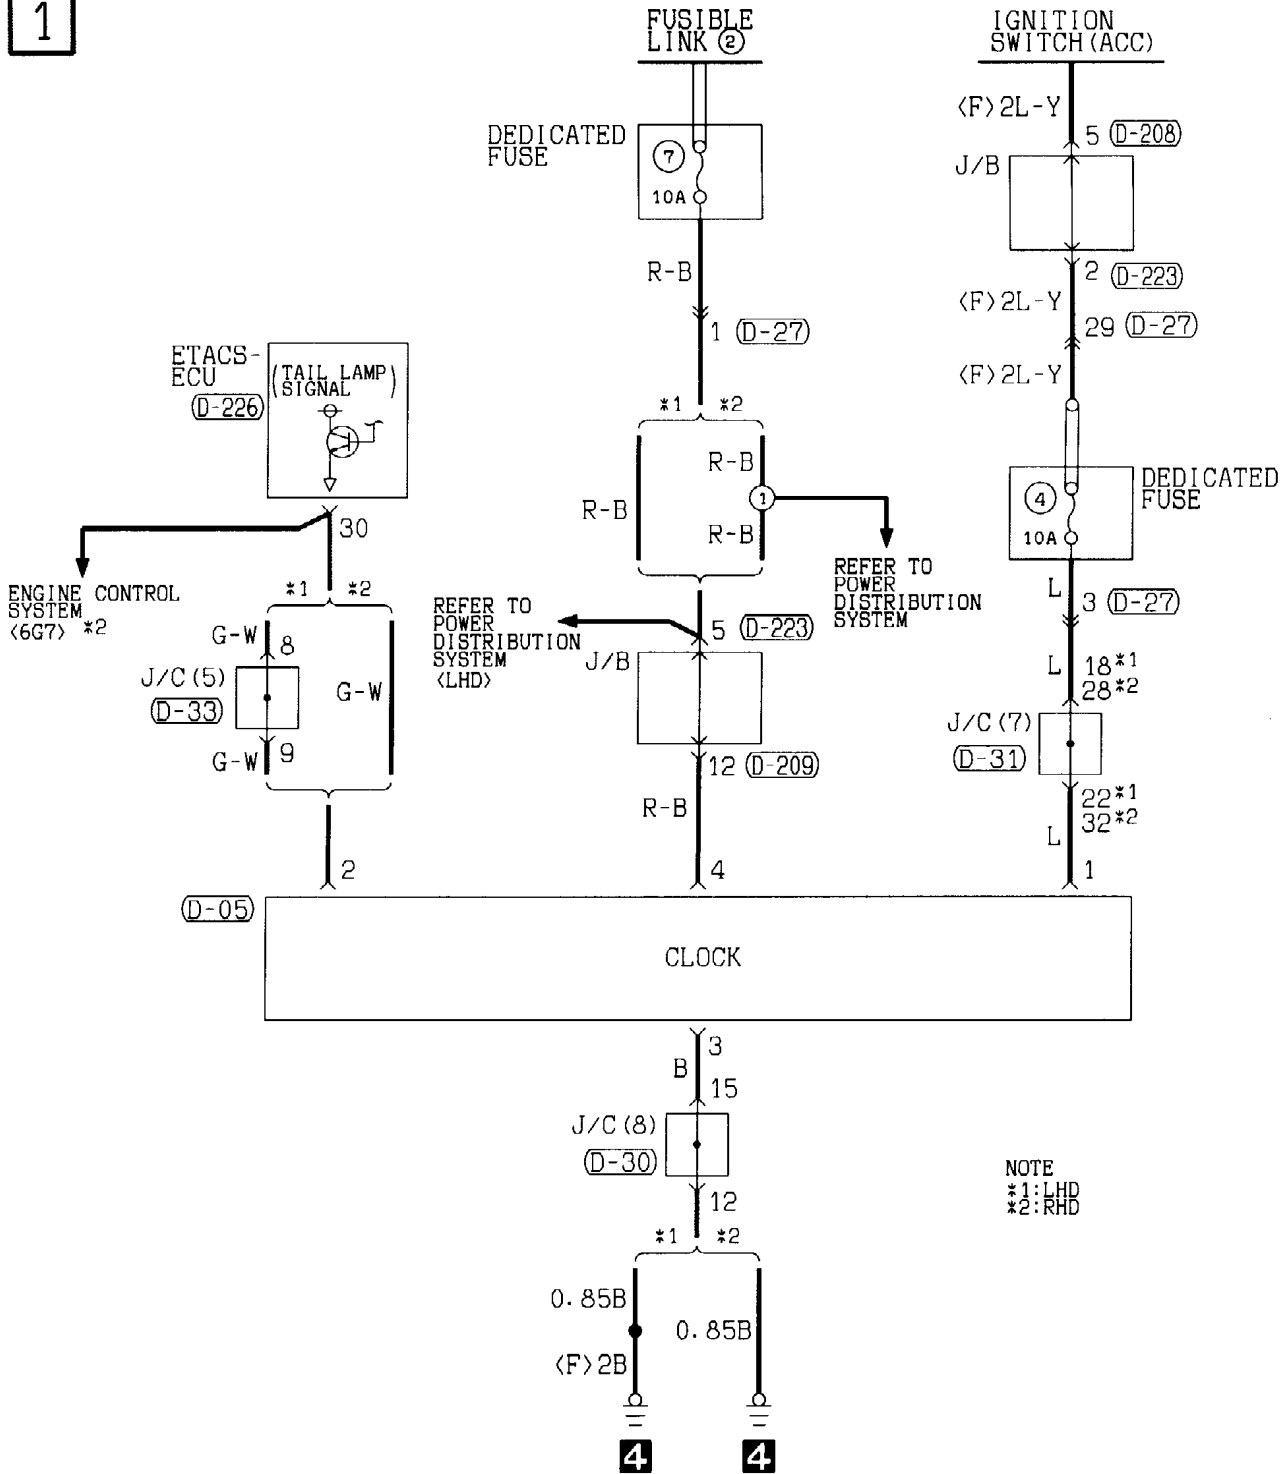 1
FUSIBLE
LINK ②
IGNITION
SWITCH(ACC)
<F>2L-Y
5 (D-208)
DEDICATED
FUSE
⑦
10A
J/B
R-B
2 (D-223)
<F>2L-Y
1 (D-27)
29 (D-27)
<F>2L-Y
ETACS-
ECU
(D-226)
(TAIL LAMP)
SIGNAL
*1 *2
R-B
R-B
①
R-B
④
10A
DEDICATED
FUSE
30
ENGINE CONTROL
SYSTEM
<6G7> *2
*1 *2
REFER TO
POWER
DISTRIBUTION
SYSTEM
<LHD>
REFER TO
POWER
DISTRIBUTION
SYSTEM
L
3 (D-27)
G-W
8
J/C(5)
(D-33)
G-W
9
G-W
5 (D-223)
J/B
L
18*1
28*2
J/C(7)
(D-31)
12 (D-209)
R-B
22*1
32*2
L
2
4
1
(D-05)
CLOCK
3
B
15
J/C(8)
(D-30)
12
NOTE
*1:LHD
*2:RHD
*1 *2
0.85B
0.85B
<F>2B
4
4